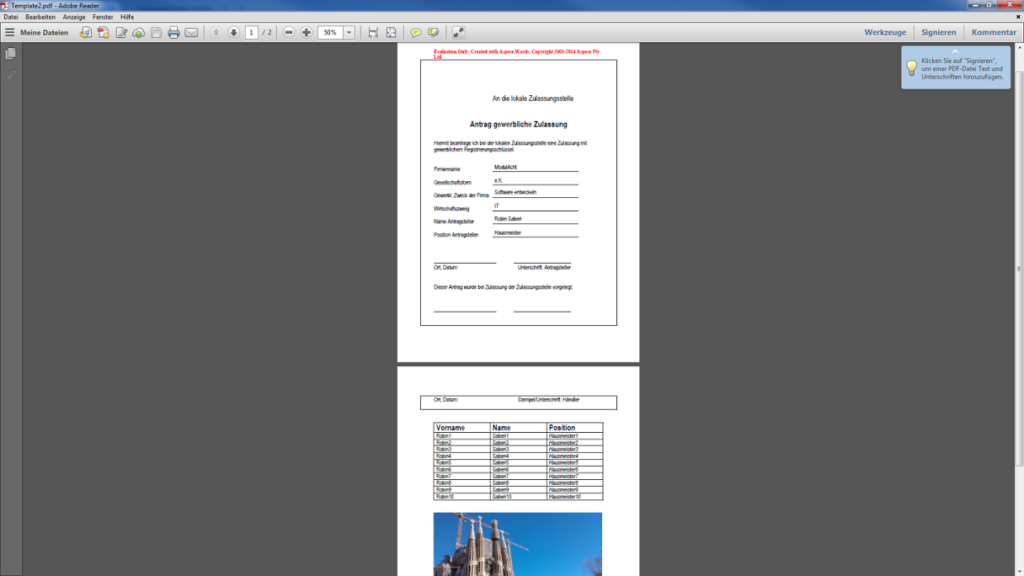 Template2.pdf - Adobe Reader
Datei Bearbeiten Anzeige Fenster Hilfe
Meine Dateien 1 / 2 50% Werkzeuge Signieren Kommentar
Klicken Sie auf "Signieren", um einer PDF-Datei Text und Unterschriften hinzuzufügen.
Evaluation Only. Created with Aspose.Words. Copyright 2003-2014 Aspose Pty
Ltd.
An die lokale Zulassungsstelle
Antrag gewerbliche Zulassung
Hiermit beantrage ich bei der lokalen Zulassungsstelle eine Zulassung mit
gewerblichem Registrierungsschlüssel.
Firmenname ModulAcht
Gesellschaftsform e.K.
Gewerbl. Zweck der Firma Software entwickeln
Wirtschaftszweig IT
Name Antragsteller Robin Saberi
Position Antragsteller Hausmeister
Ort, Datum: Unterschrift: Antragsteller
Dieser Antrag wurde bei Zulassung der Zulassungsstelle vorgelegt.
Ort, Datum: Stempel/Unterschrift: Händler
Vorname Name Position
Robin1 Saberi1 Hausmeister1
Robin2 Saberi2 Hausmeister2
Robin3 Saberi3 Hausmeister3
Robin4 Saberi4 Hausmeister4
Robin5 Saberi5 Hausmeister5
Robin6 Saberi6 Hausmeister6
Robin7 Saberi7 Hausmeister7
Robin8 Saberi8 Hausmeister8
Robin9 Saberi9 Hausmeister9
Robin10 Saberi10 Hausmeister10